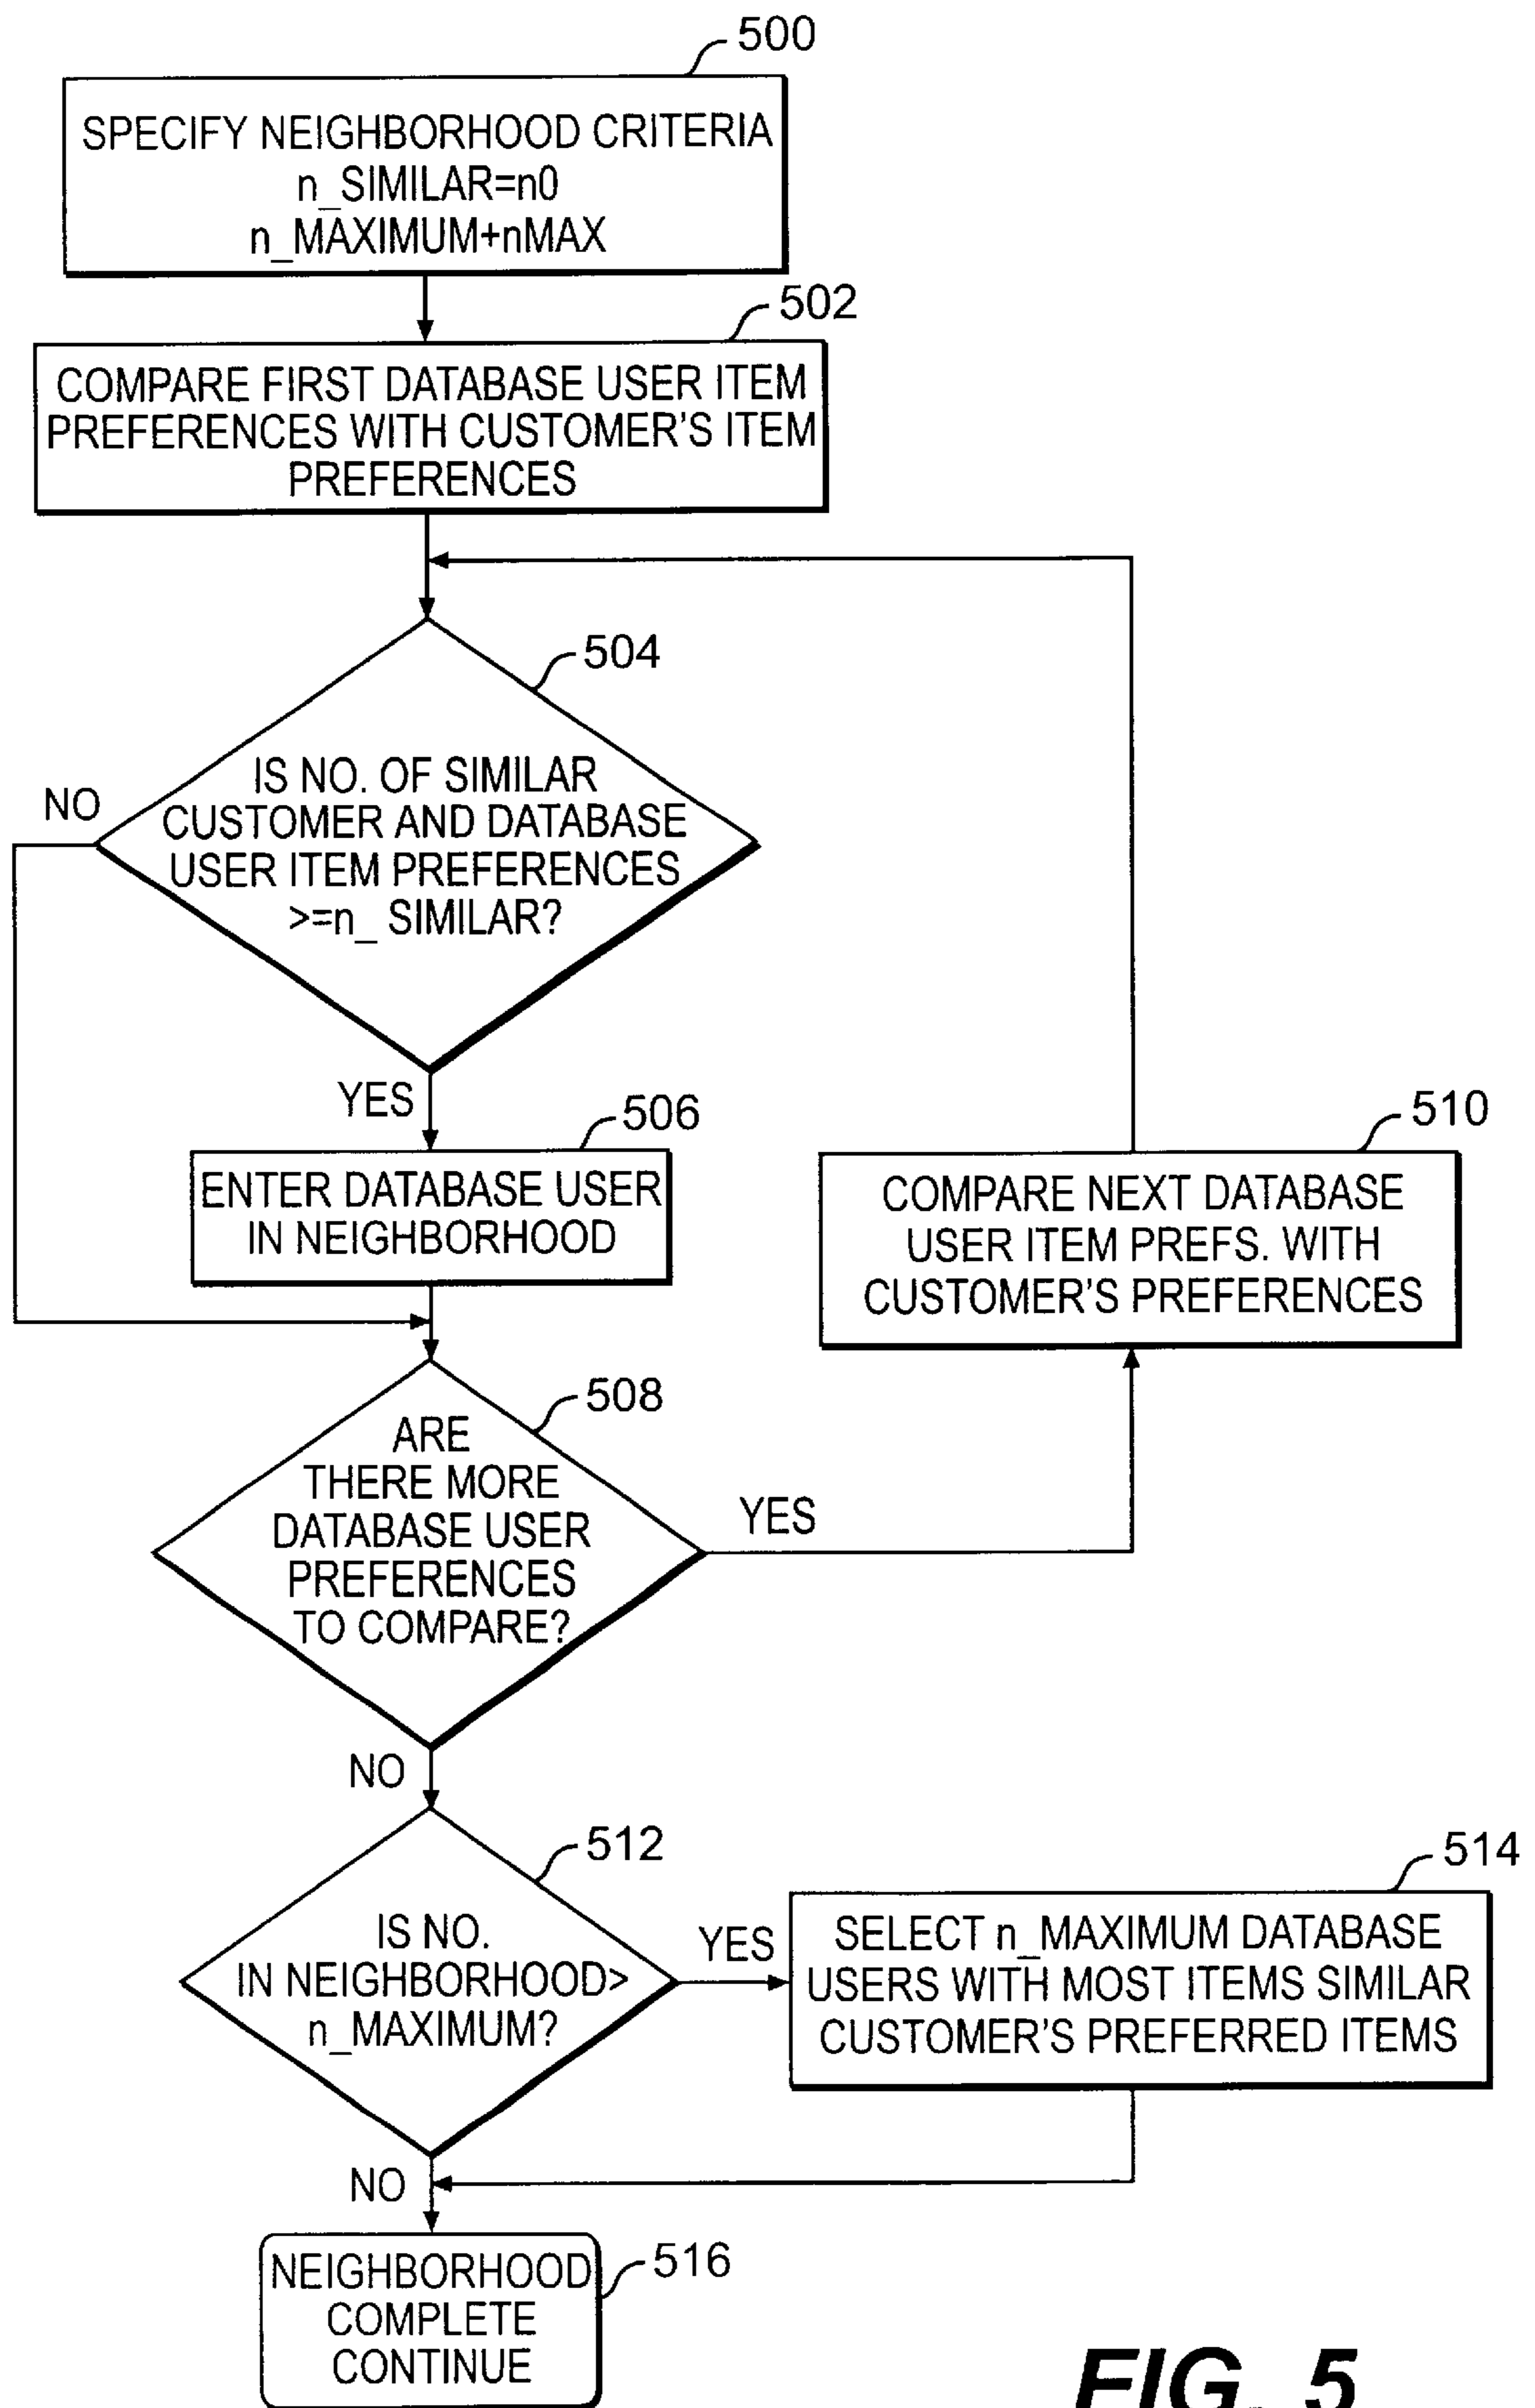 500
SPECIFY NEIGHBORHOOD CRITERIA
n_SIMILAR=n0
n_MAXIMUM+nMAX
502
COMPARE FIRST DATABASE USER ITEM
PREFERENCES WITH CUSTOMER'S ITEM
PREFERENCES
504
IS NO. OF SIMILAR
CUSTOMER AND DATABASE
USER ITEM PREFERENCES
>=n_ SIMILAR?
NO
YES
506
ENTER DATABASE USER
IN NEIGHBORHOOD
510
COMPARE NEXT DATABASE
USER ITEM PREFS. WITH
CUSTOMER'S PREFERENCES
508
ARE
THERE MORE
DATABASE USER
PREFERENCES
TO COMPARE?
YES
NO
512
IS NO.
IN NEIGHBORHOOD>
n_MAXIMUM?
YES
514
SELECT n_MAXIMUM DATABASE
USERS WITH MOST ITEMS SIMILAR
CUSTOMER'S PREFERRED ITEMS
NO
516
NEIGHBORHOOD
COMPLETE
CONTINUE
FIG. 5